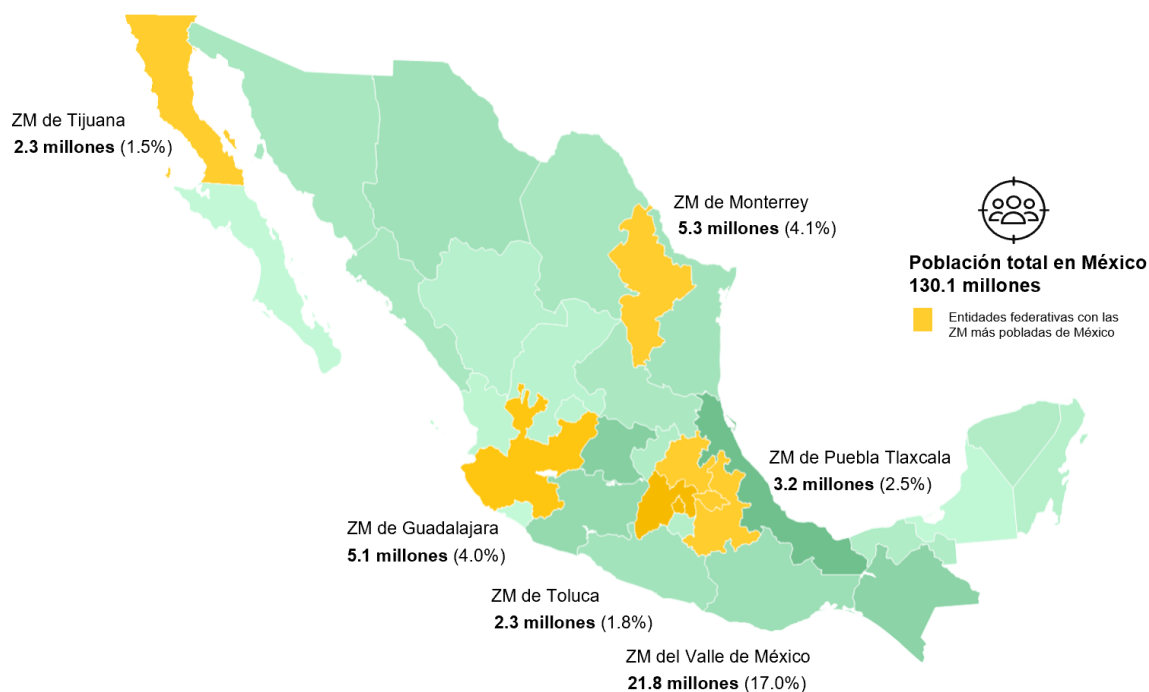 ZM de Tijuana
2.3 millones (1.5%)
ZM de Monterrey
5.3 millones (4.1%)
Población total en México
130.1 millones
Entidades federativas con las
ZM más pobladas de México
ZM de Puebla Tlaxcala
3.2 millones (2.5%)
ZM de Guadalajara
5.1 millones (4.0%)
ZM de Toluca
2.3 millones (1.8%)
ZM del Valle de México
21.8 millones (17.0%)